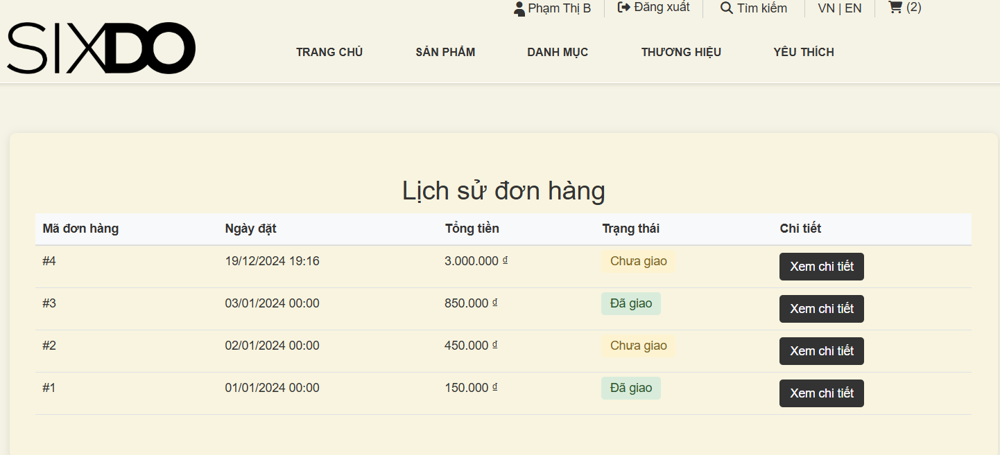 Phạm Thị B Đăng xuất Tìm kiếm VN | EN (2)
SIXDO
TRANG CHỦ SẢN PHẨM DANH MỤC THƯƠNG HIỆU YÊU THÍCH
Lịch sử đơn hàng
Mã đơn hàng Ngày đặt Tổng tiền Trạng thái Chi tiết
#4 19/12/2024 19:16 3.000.000 ₫ Chưa giao Xem chi tiết
#3 03/01/2024 00:00 850.000 ₫ Đã giao Xem chi tiết
#2 02/01/2024 00:00 450.000 ₫ Chưa giao Xem chi tiết
#1 01/01/2024 00:00 150.000 ₫ Đã giao Xem chi tiết